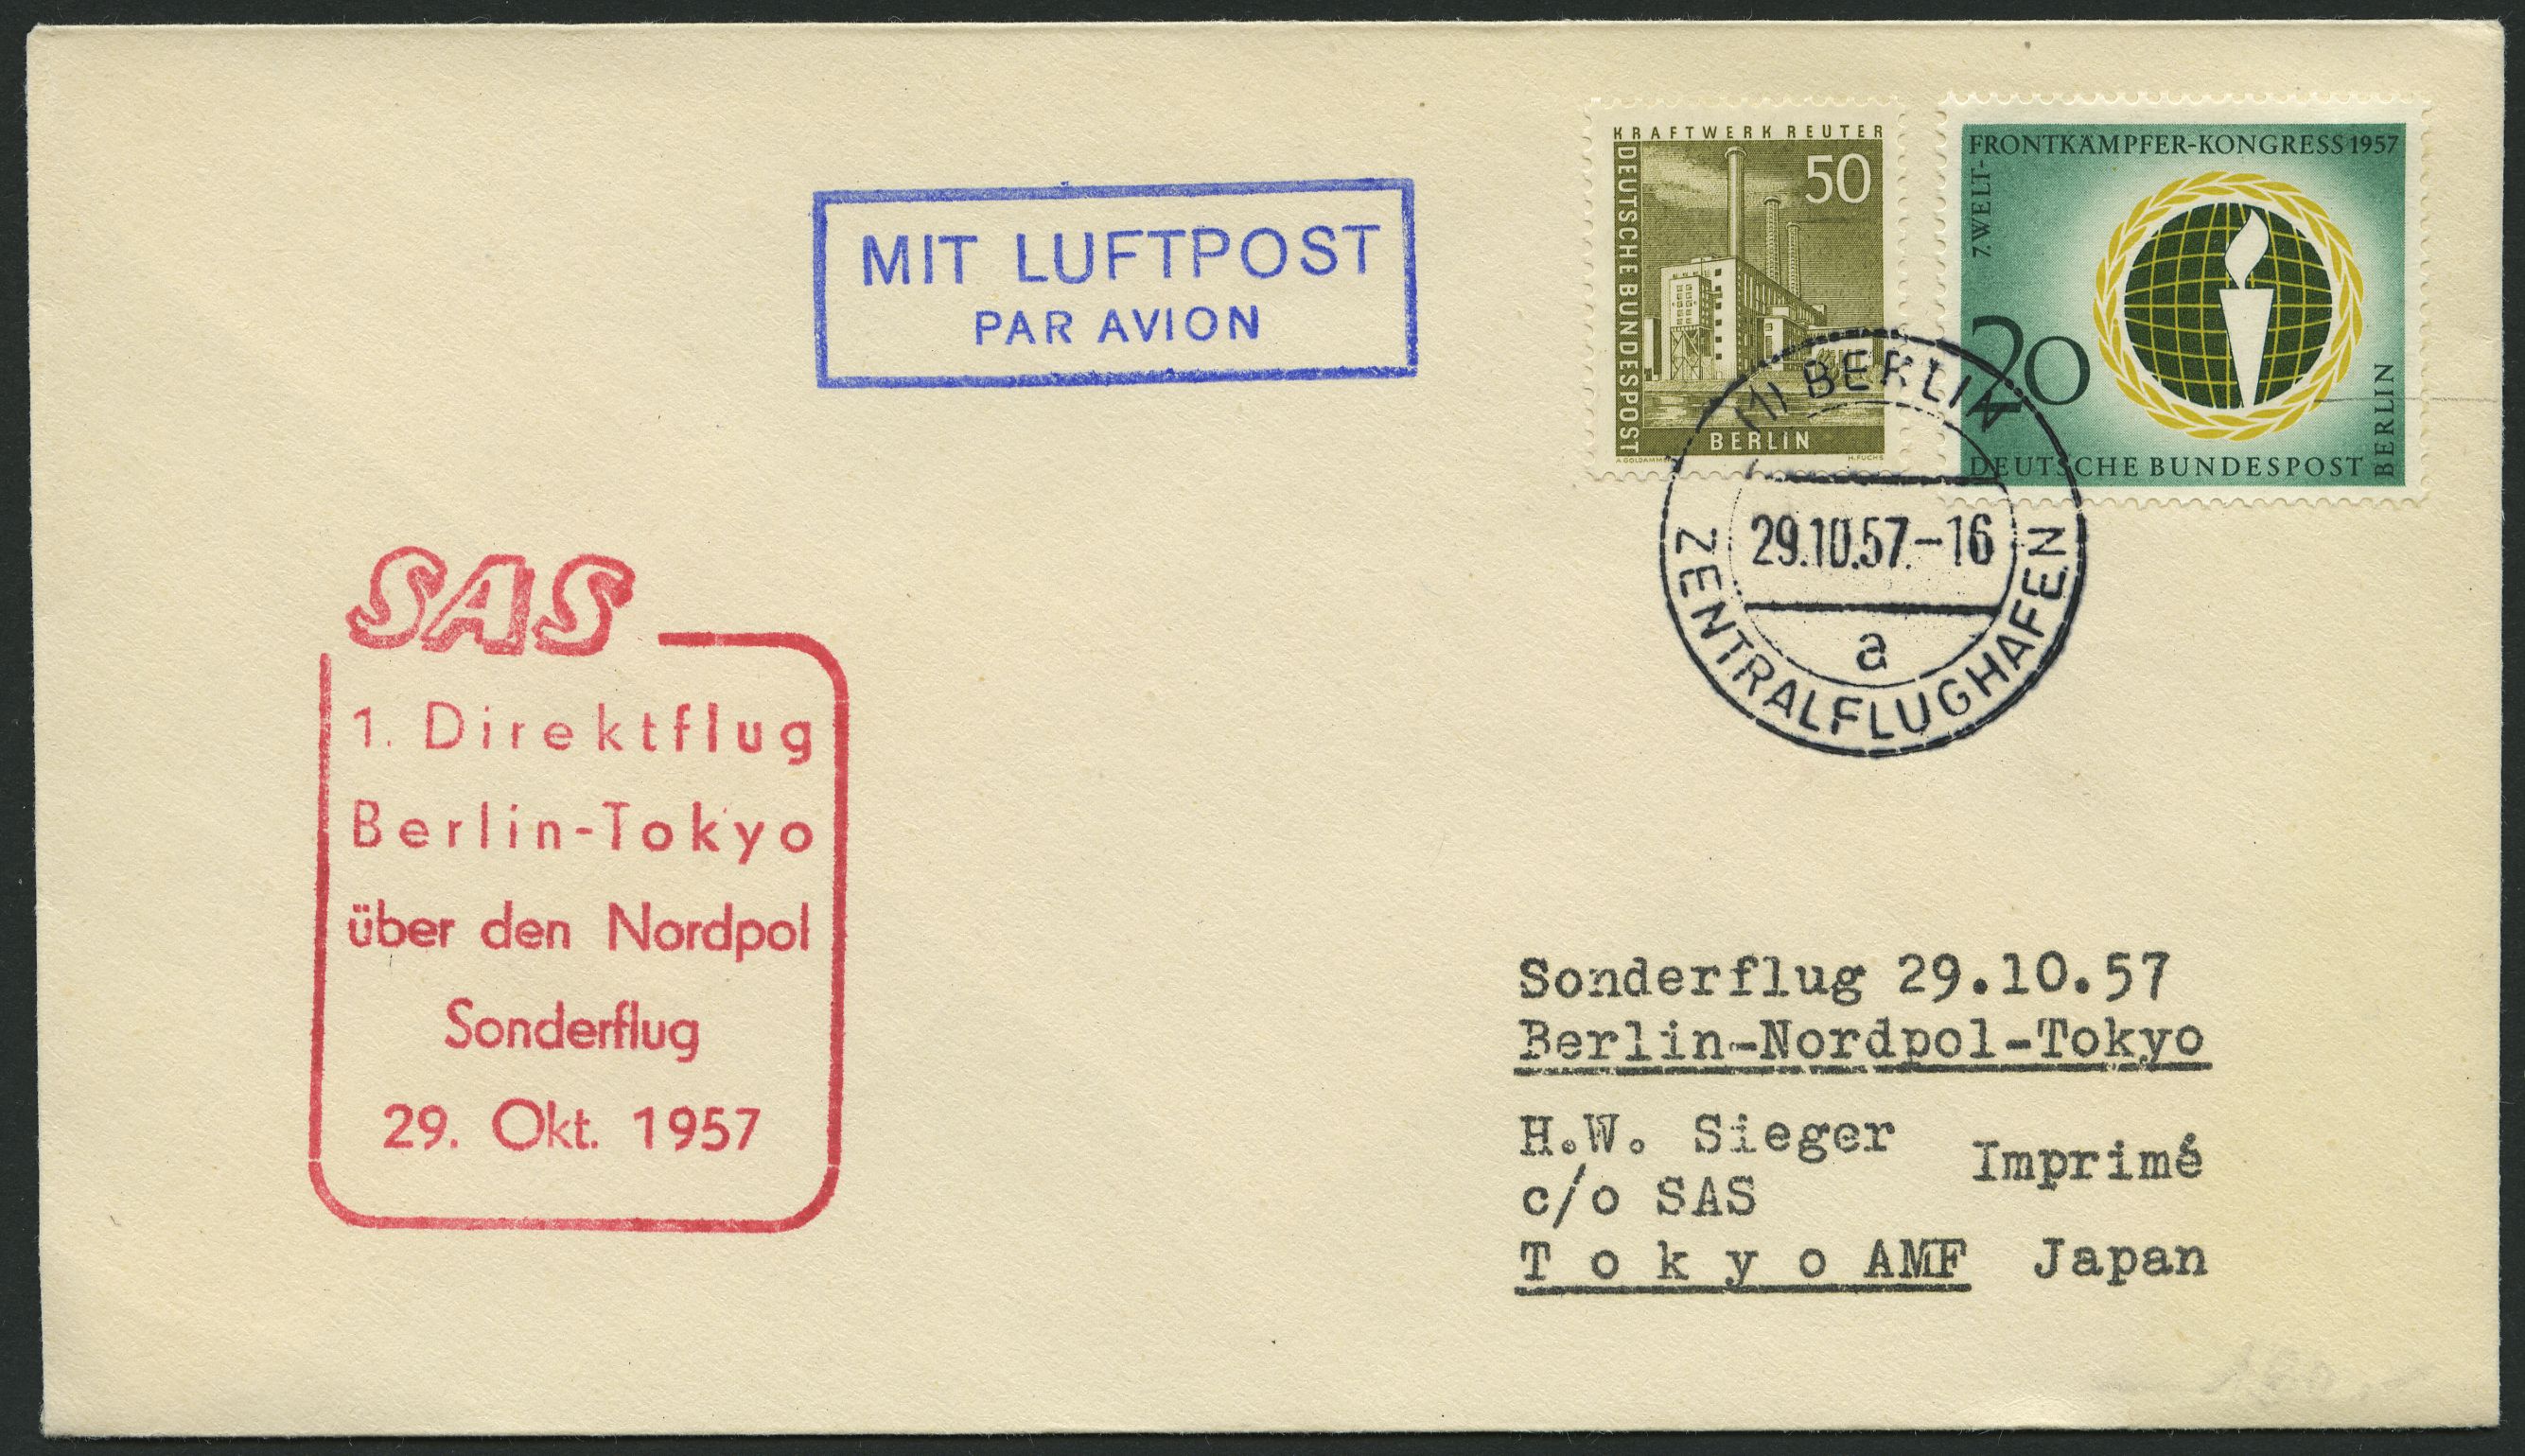 MIT LUFTPOST
PAR AVION
KRAFTWERK REUTER
DEUTSCHE BUNDESPOST
50
BERLIN
H.FUCHS
7. WELT-
FRONTKÄMPFER-KONGRESS 1957
20
DEUTSCHE BUNDESPOST
BERLIN
(1) BERLIN
29.10.57.-16
a
ZENTRALFLUGHAFEN
SAS
1. Direktflug
Berlin-Tokyo
über den Nordpol
Sonderflug
29. Okt. 1957
Sonderflug 29.10.57
Berlin-Nordpol-Tokyo
H.W. Sieger
Imprimé
c/o SAS
Tokyo AMF Japan